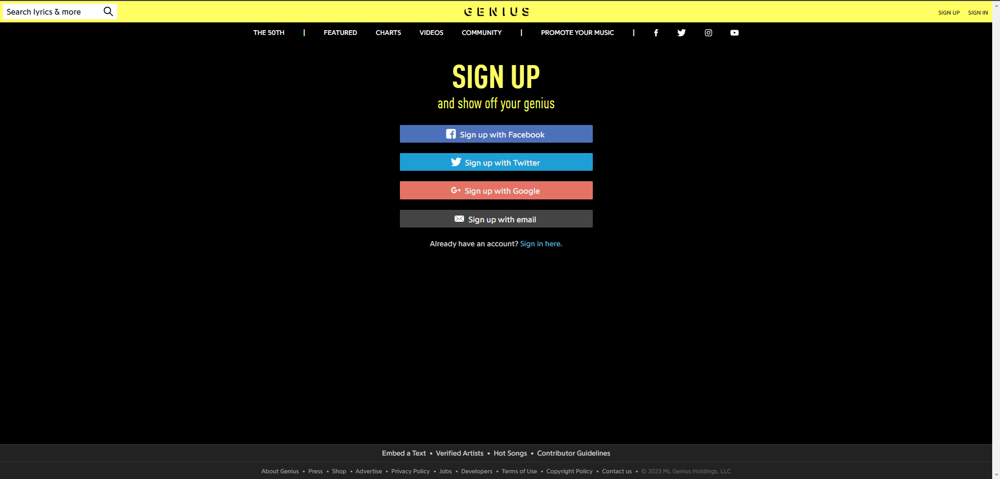 Search lyrics & more GENIUS SIGN UP SIGN IN
THE 50TH | FEATURED CHARTS VIDEOS COMMUNITY | PROMOTE YOUR MUSIC |
SIGN UP
and show off your genius
Sign up with Facebook
Sign up with Twitter
G+ Sign up with Google
Sign up with email
Already have an account? Sign in here.
Embed a Text • Verified Artists • Hot Songs • Contributor Guidelines
About Genius • Press • Shop • Advertise • Privacy Policy • Jobs • Developers • Terms of Use • Copyright Policy • Contact us • © 2023 ML Genius Holdings, LLC